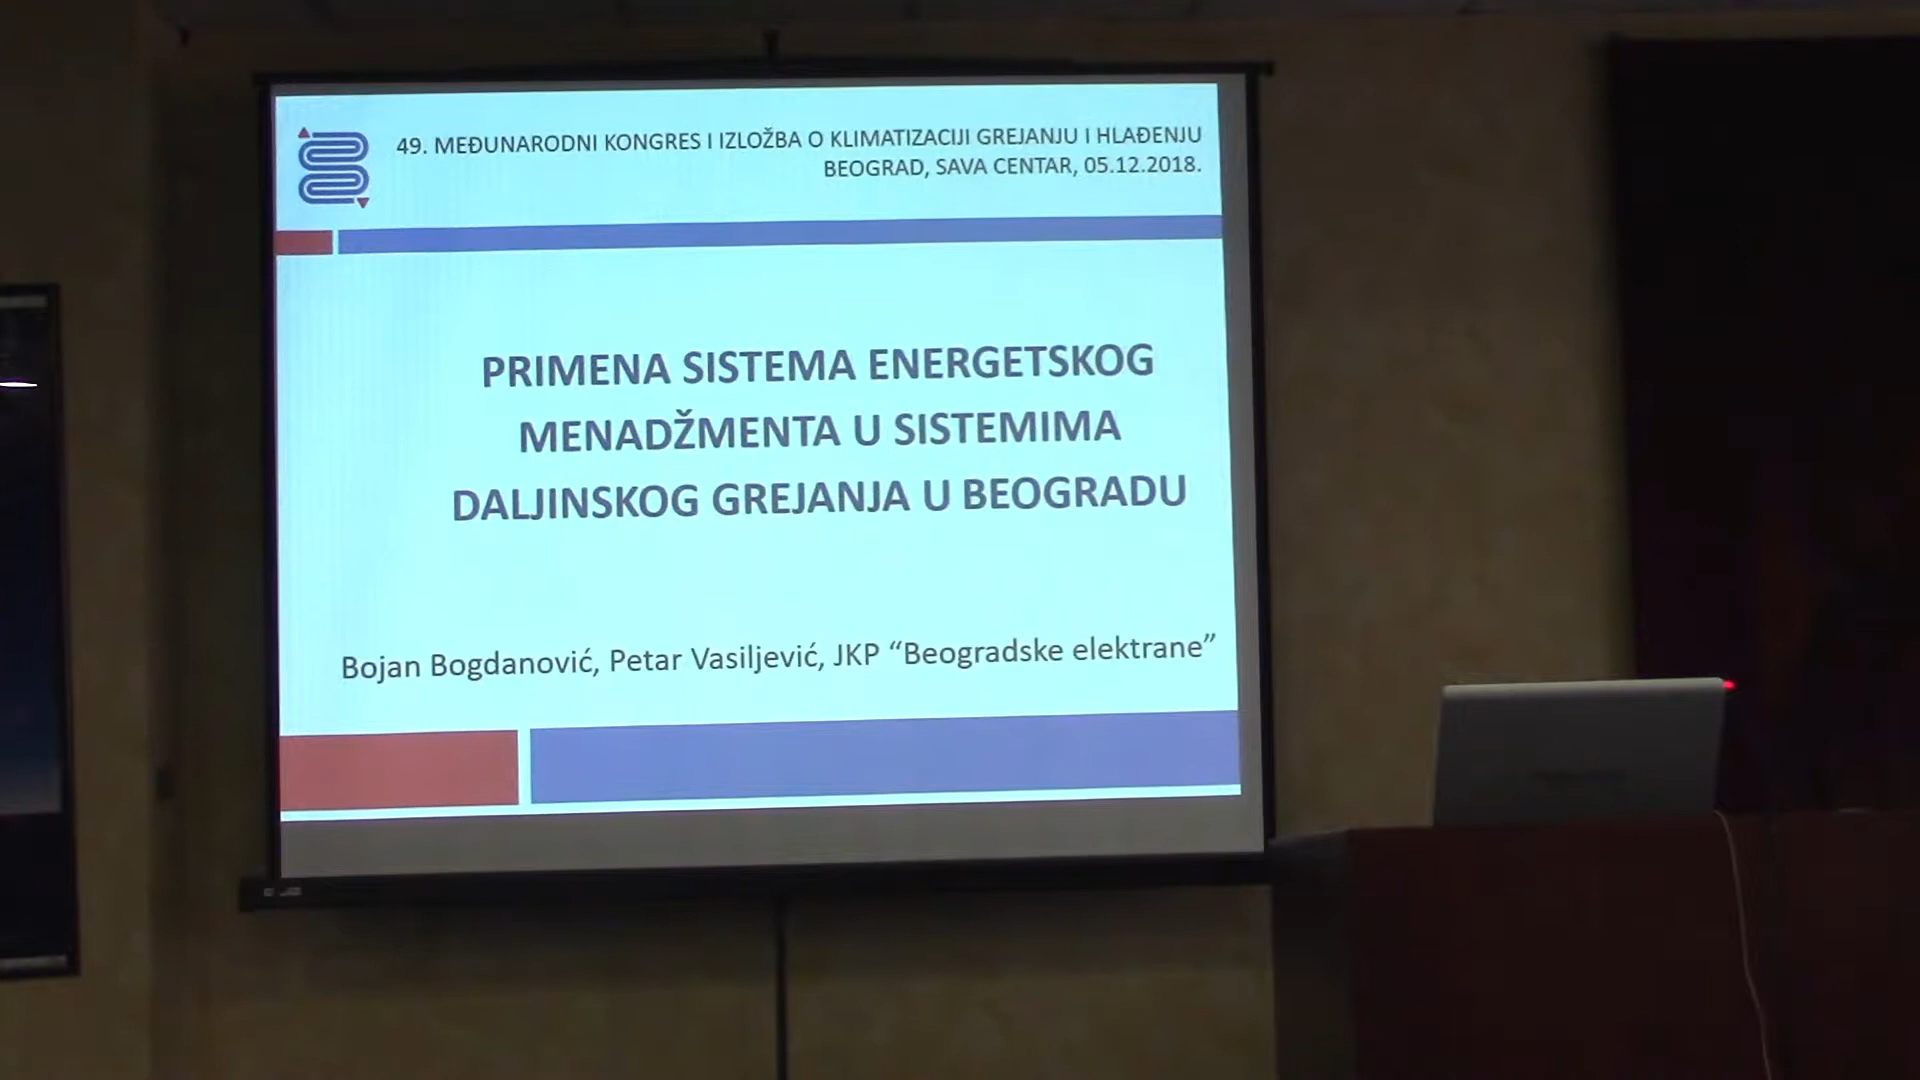 49. MEĐUNARODNI KONGRES I IZLOŽBA O KLIMATIZACIJI GREJANJU I HLAĐENJU
BEOGRAD, SAVA CENTAR, 05.12.2018.
PRIMENA SISTEMA ENERGETSKOG
MENADŽMENTA U SISTEMIMA
DALJINSKOG GREJANJA U BEOGRADU
Bojan Bogdanović, Petar Vasiljević, JKP “Beogradske elektrane”